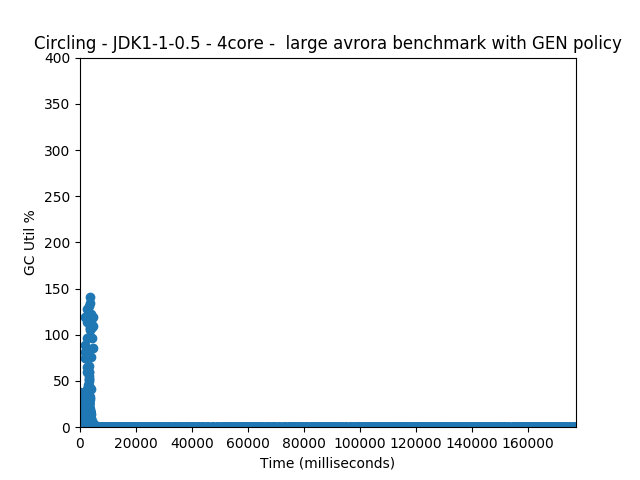 Circling - JDK1-1-0.5 - 4core -  large avrora benchmark with GEN policy
400
350
300
250
200
150
100
50
0
GC Util %
0 20000 40000 60000 80000 100000 120000 140000 160000
Time (milliseconds)